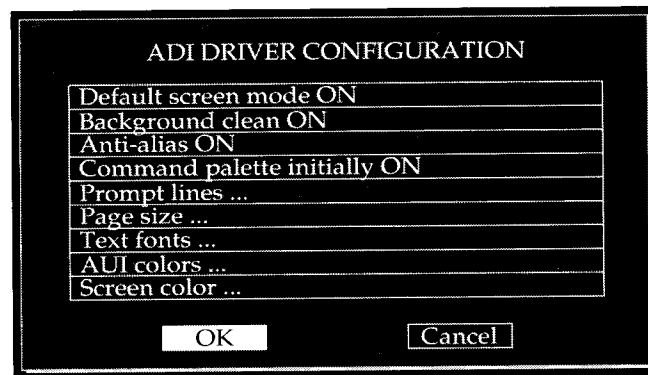 ADI DRIVER CONFIGURATION
Default screen mode ON
Background clean ON
Anti-alias ON
Command palette initially ON
Prompt lines ...
Page size ...
Text fonts ...
AUI colors ...
Screen color ...
OK
Cancel